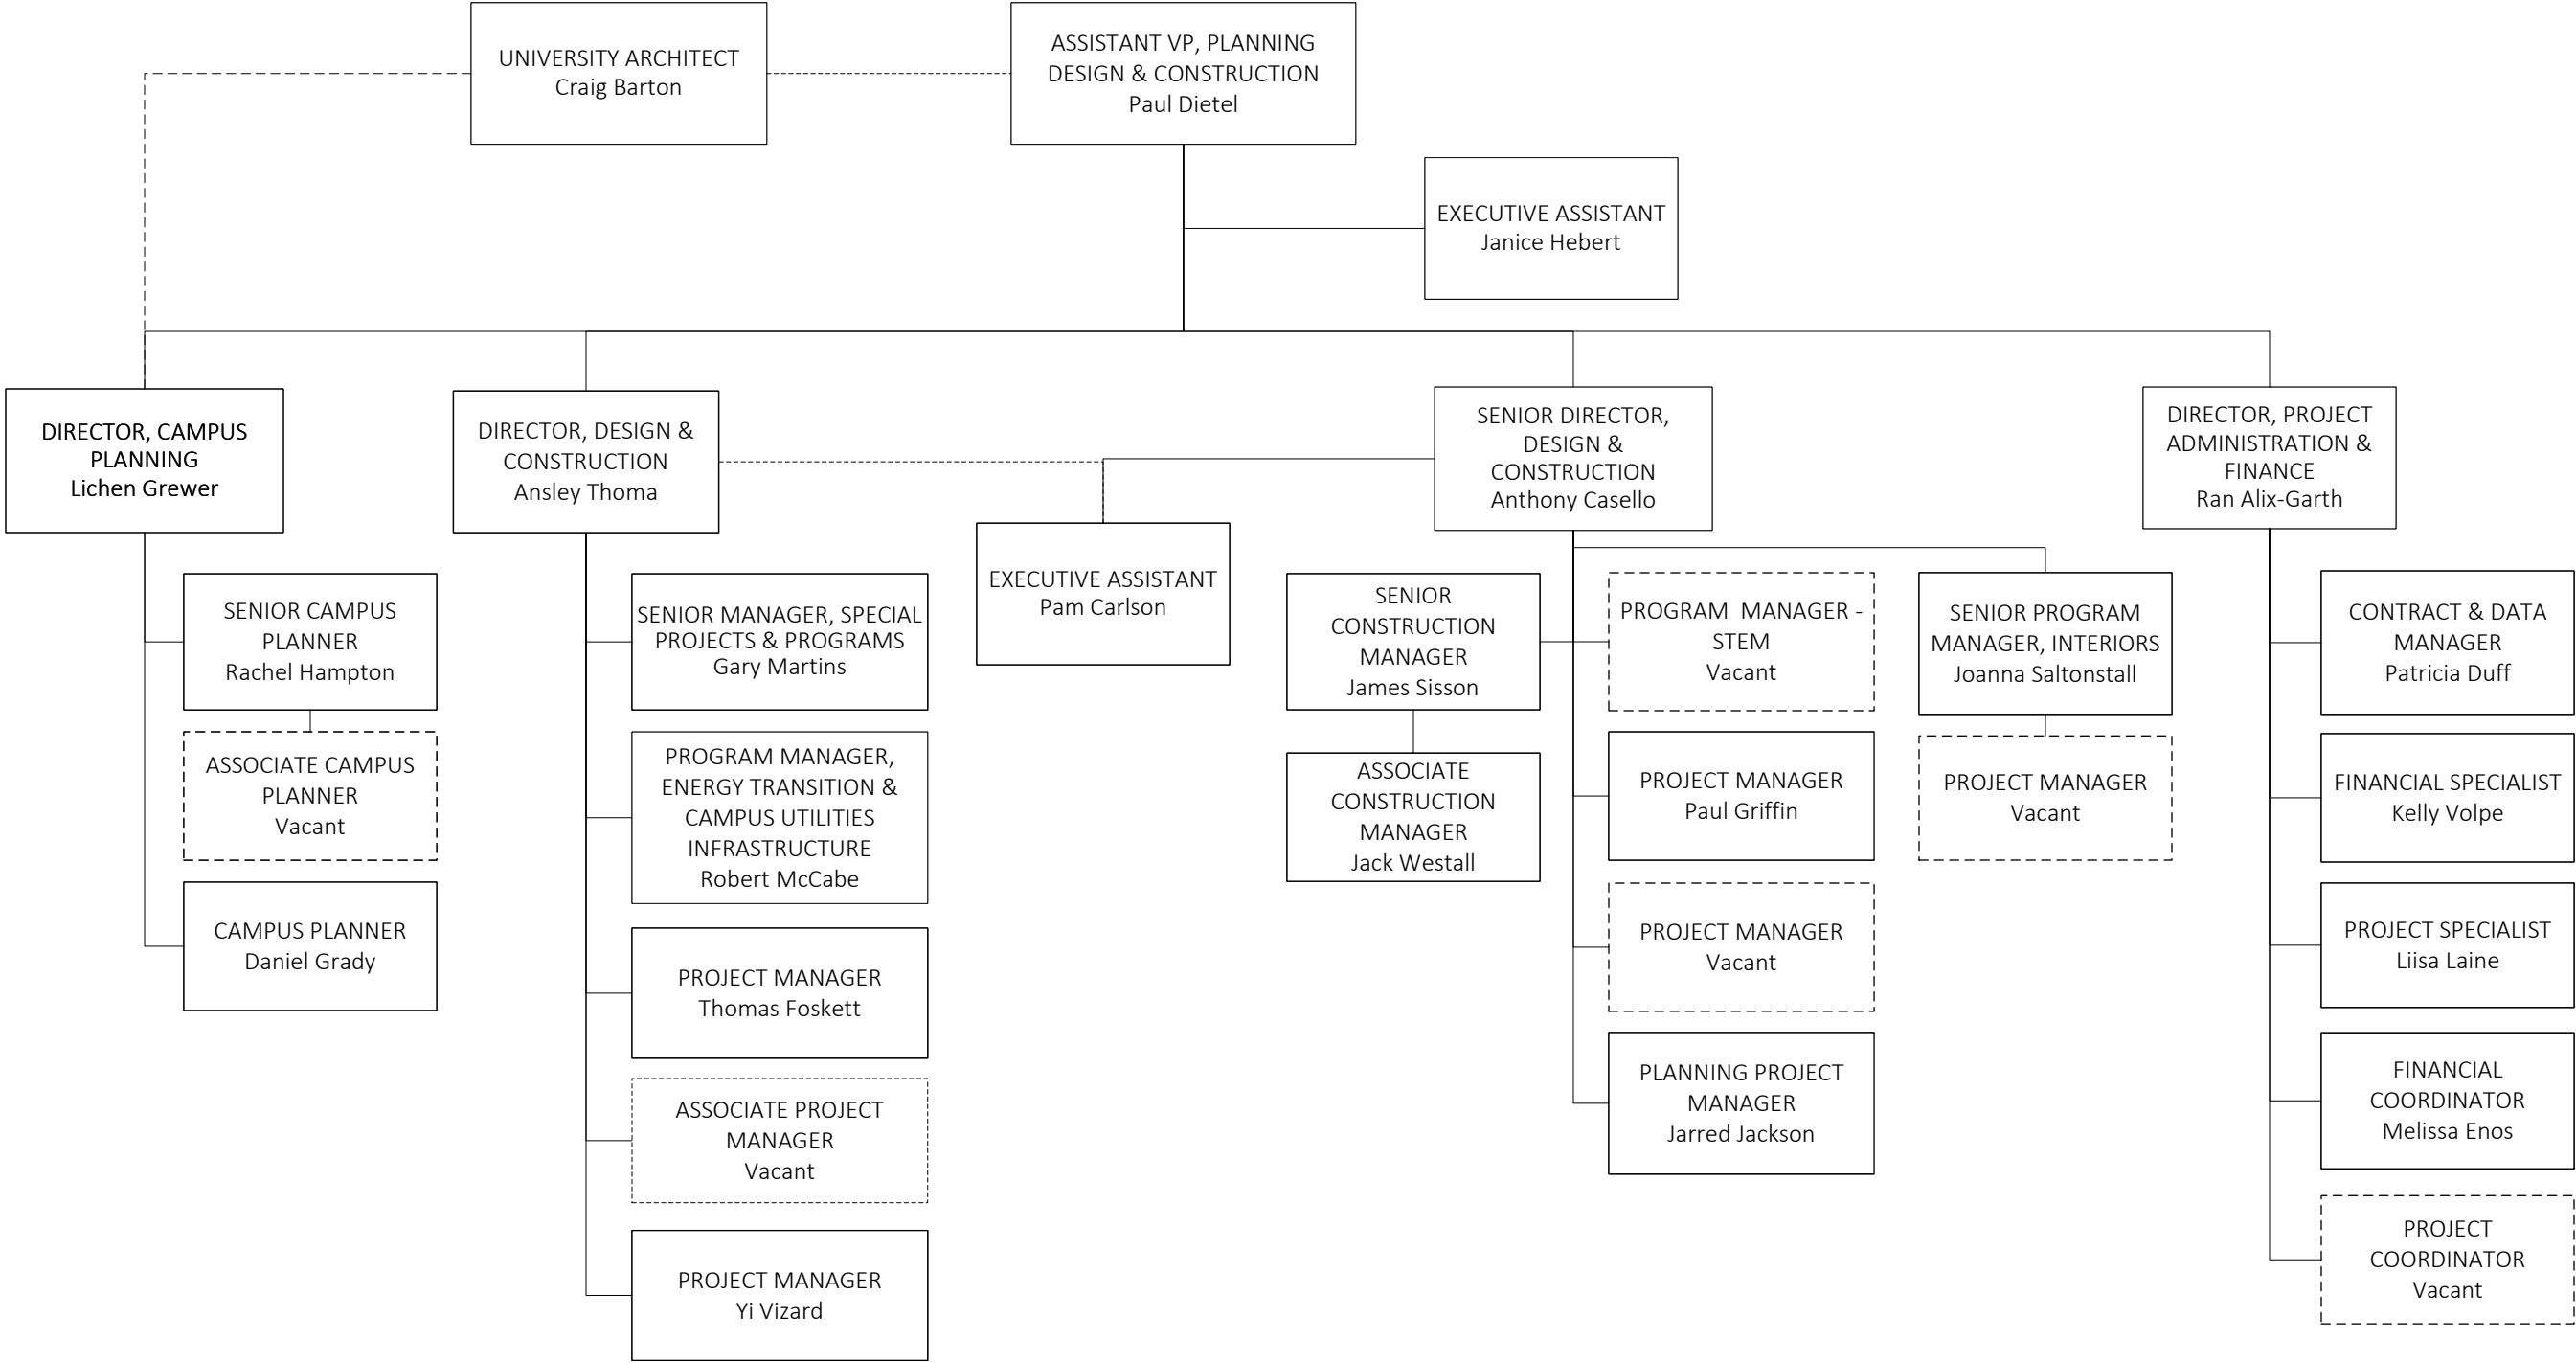 UNIVERSITY ARCHITECT
Craig Barton
ASSISTANT VP, PLANNING
DESIGN & CONSTRUCTION
Paul Dietel
EXECUTIVE ASSISTANT
Janice Hebert
DIRECTOR, CAMPUS
PLANNING
Lichen Grewer
DIRECTOR, DESIGN &
CONSTRUCTION
Ansley Thoma
SENIOR DIRECTOR,
DESIGN &
CONSTRUCTION
Anthony Casello
DIRECTOR, PROJECT
ADMINISTRATION &
FINANCE
Ran Alix-Garth
EXECUTIVE ASSISTANT
Pam Carlson
SENIOR CAMPUS
PLANNER
Rachel Hampton
ASSOCIATE CAMPUS
PLANNER
Vacant
CAMPUS PLANNER
Daniel Grady
SENIOR MANAGER, SPECIAL
PROJECTS & PROGRAMS
Gary Martins
PROGRAM MANAGER,
ENERGY TRANSITION &
CAMPUS UTILITIES
INFRASTRUCTURE
Robert McCabe
PROJECT MANAGER
Thomas Foskett
ASSOCIATE PROJECT
MANAGER
Vacant
PROJECT MANAGER
Yi Vizard
SENIOR
CONSTRUCTION
MANAGER
James Sisson
ASSOCIATE
CONSTRUCTION
MANAGER
Jack Westall
PROGRAM  MANAGER -
STEM
Vacant
PROJECT MANAGER
Paul Griffin
PROJECT MANAGER
Vacant
PLANNING PROJECT
MANAGER
Jarred Jackson
SENIOR PROGRAM
MANAGER, INTERIORS
Joanna Saltonstall
PROJECT MANAGER
Vacant
CONTRACT & DATA
MANAGER
Patricia Duff
FINANCIAL SPECIALIST
Kelly Volpe
PROJECT SPECIALIST
Liisa Laine
FINANCIAL
COORDINATOR
Melissa Enos
PROJECT
COORDINATOR
Vacant